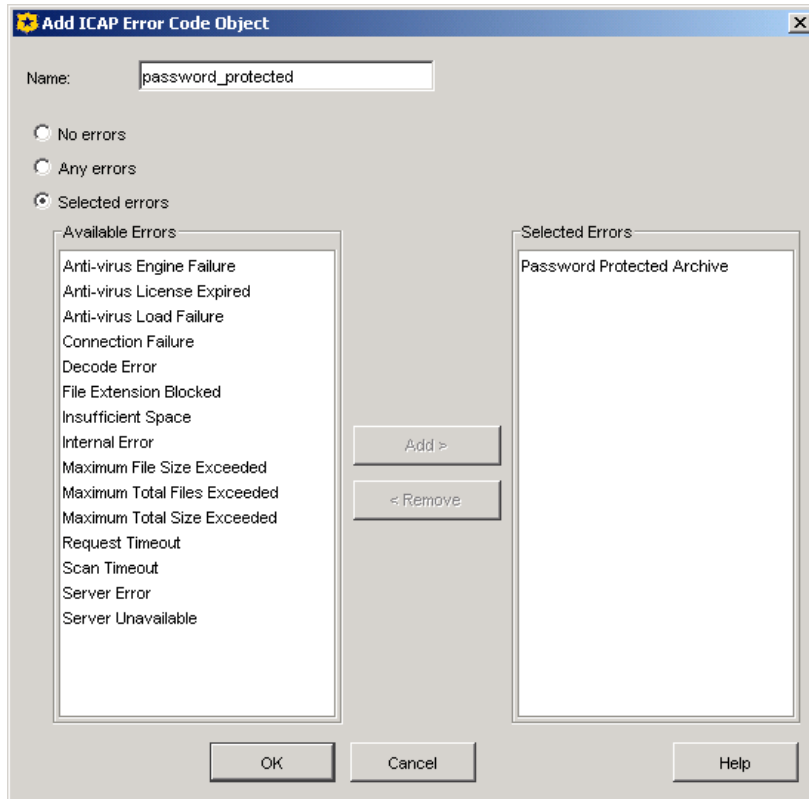 Add ICAP Error Code Object
Name: password_protected
No errors
Any errors
Selected errors
Available Errors
Anti-virus Engine Failure
Anti-virus License Expired
Anti-virus Load Failure
Connection Failure
Decode Error
File Extension Blocked
Insufficient Space
Internal Error
Maximum File Size Exceeded
Maximum Total Files Exceeded
Maximum Total Size Exceeded
Request Timeout
Scan Timeout
Server Error
Server Unavailable
Add >
< Remove
Selected Errors
Password Protected Archive
OK Cancel Help